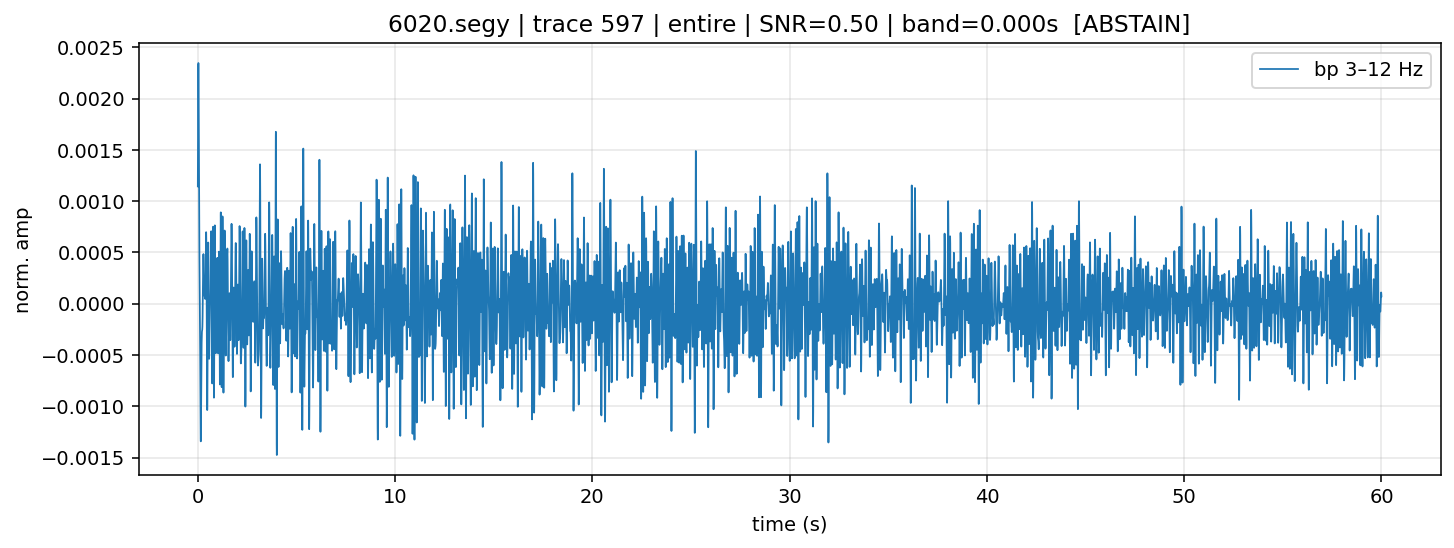 6020.segy | trace 597 | entire | SNR=0.50 | band=0.000s  [ABSTAIN]
bp 3–12 Hz
norm. amp
0.0025
0.0020
0.0015
0.0010
0.0005
0.0000
−0.0005
−0.0010
−0.0015
0 10 20 30 40 50 60
time (s)